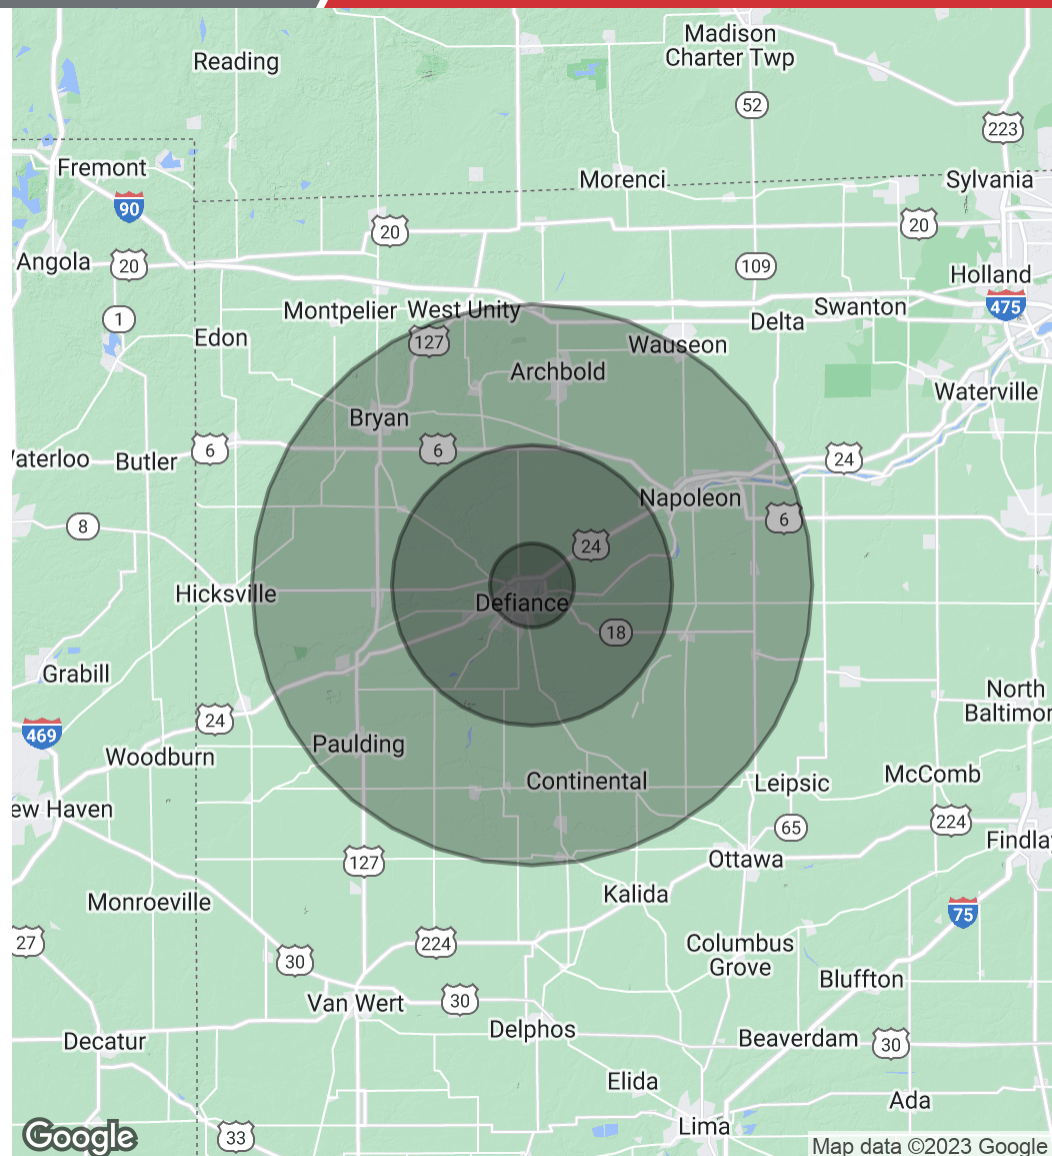 Madison
Charter Twp
Reading
52
223
Fremont
Morenci
Sylvania
90
20
20
Angola
20
109
Holland
Montpelier
West Unity
Swanton
475
1
Delta
Edon
127
Wauseon
Archbold
Waterville
Bryan
6
6
24
Butler
Napoleon
6
8
24
Hicksville
Defiance
18
Grabill
North
24
469
Paulding
Woodburn
Continental
Leipsic
McComb
224
65
127
Ottawa
Kalida
Monroeville
75
27
224
Columbus
Grove
30
Bluffton
Van Wert
30
Delphos
Decatur
Beaverdam
30
Elida
Ada
Lima
33
Google
Map data ©2023 Google